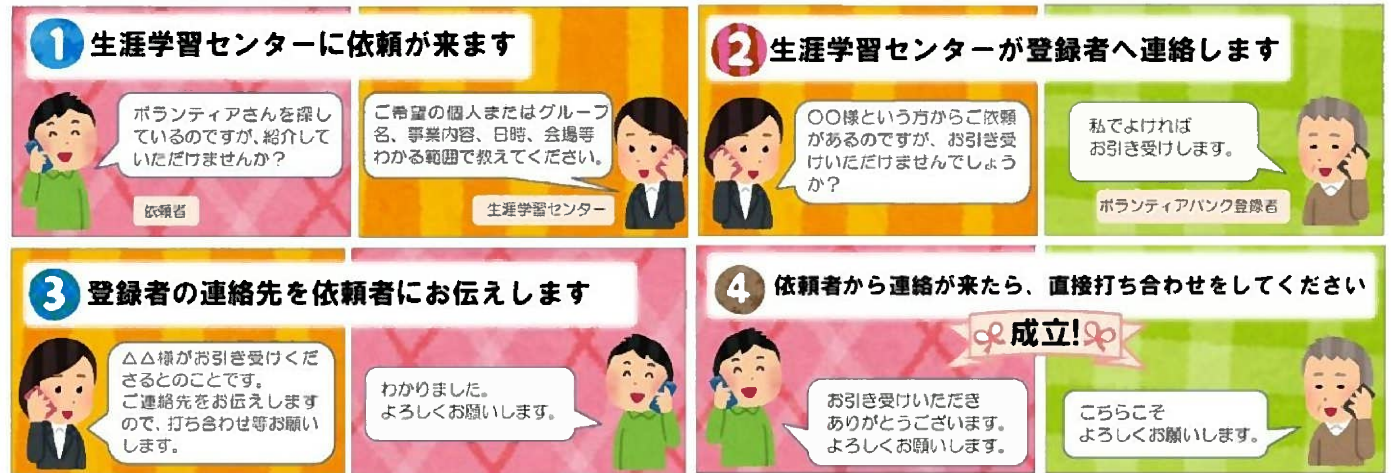 1 生涯学習センターに依頼が来ます
ボランティアさんを探し
ているのですが、紹介して
いただけませんか？
依頼者
ご希望の個人またはグループ
名、事業内容、日時、会場等
わかる範囲で教えてください。
生涯学習センター
2 生涯学習センターが登録者へ連絡します
〇〇様という方からご依頼
があるのですが、お引き受
けいただけませんでしょう
か？
私でよければ
お引き受けします。
ボランティアバンク登録者
3 登録者の連絡先を依頼者にお伝えします
△△様がお引き受けくだ
さるとのことです。
ご連絡先をお伝えします
ので、打ち合わせ等お願い
します。
わかりました。
よろしくお願いします。
4 依頼者から連絡が来たら、直接打ち合わせをしてください
成立!
お引き受けいただき
ありがとうございます。
よろしくお願いします。
こちらこそ
よろしくお願いします。